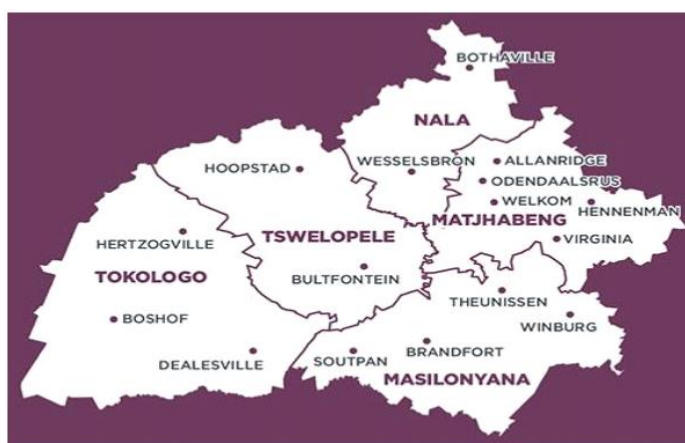 BOTHAVILLE
NALA
WESSELSBRON
ALLANRIDGE
ODENDAALSRUS
WELKOM
HENNENMAN
MATJHABENG
VIRGINIA
HOOPSTAD
TSWELOPELE
BULTFONTEIN
HERTZOGVILLE
TOKOLOGO
BOSHOF
DEALESVILLE
THEUNISSEN
WINBURG
BRANDFORT
SOUTPAN
MASILONYANA